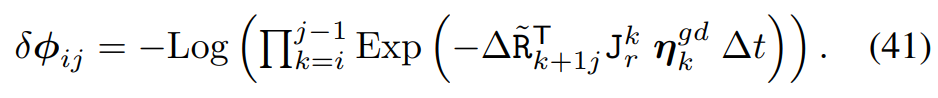 δϕ_{ij} = −Log ( ∏_{k=i}^{j−1} Exp ( −ΔR̃_{k+1j}^T J_r^k η_k^{gd} Δt ) ) . (41)